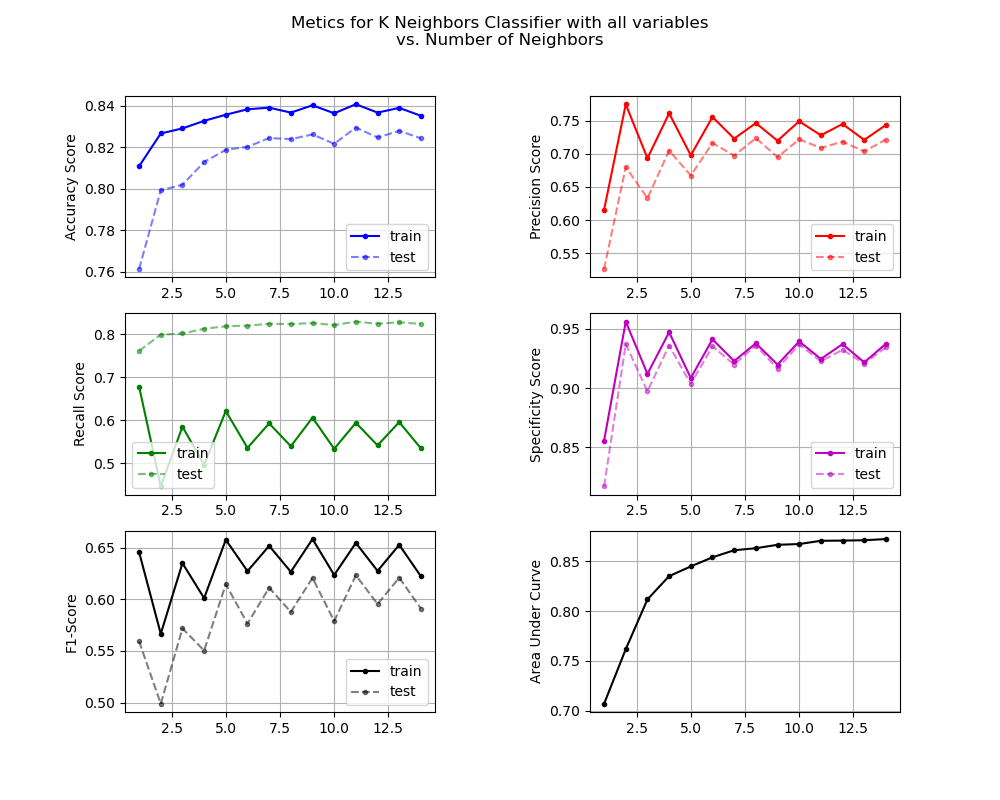 Metics for K Neighbors Classifier with all variables
vs. Number of Neighbors
Accuracy Score
0.84
0.82
0.80
0.78
0.76
2.5 5.0 7.5 10.0 12.5
train
test
Precision Score
0.75
0.70
0.65
0.60
0.55
2.5 5.0 7.5 10.0 12.5
train
test
Recall Score
0.8
0.7
0.6
0.5
2.5 5.0 7.5 10.0 12.5
train
test
Specificity Score
0.95
0.90
0.85
2.5 5.0 7.5 10.0 12.5
train
test
F1-Score
0.65
0.60
0.55
0.50
2.5 5.0 7.5 10.0 12.5
train
test
Area Under Curve
0.85
0.80
0.75
0.70
2.5 5.0 7.5 10.0 12.5